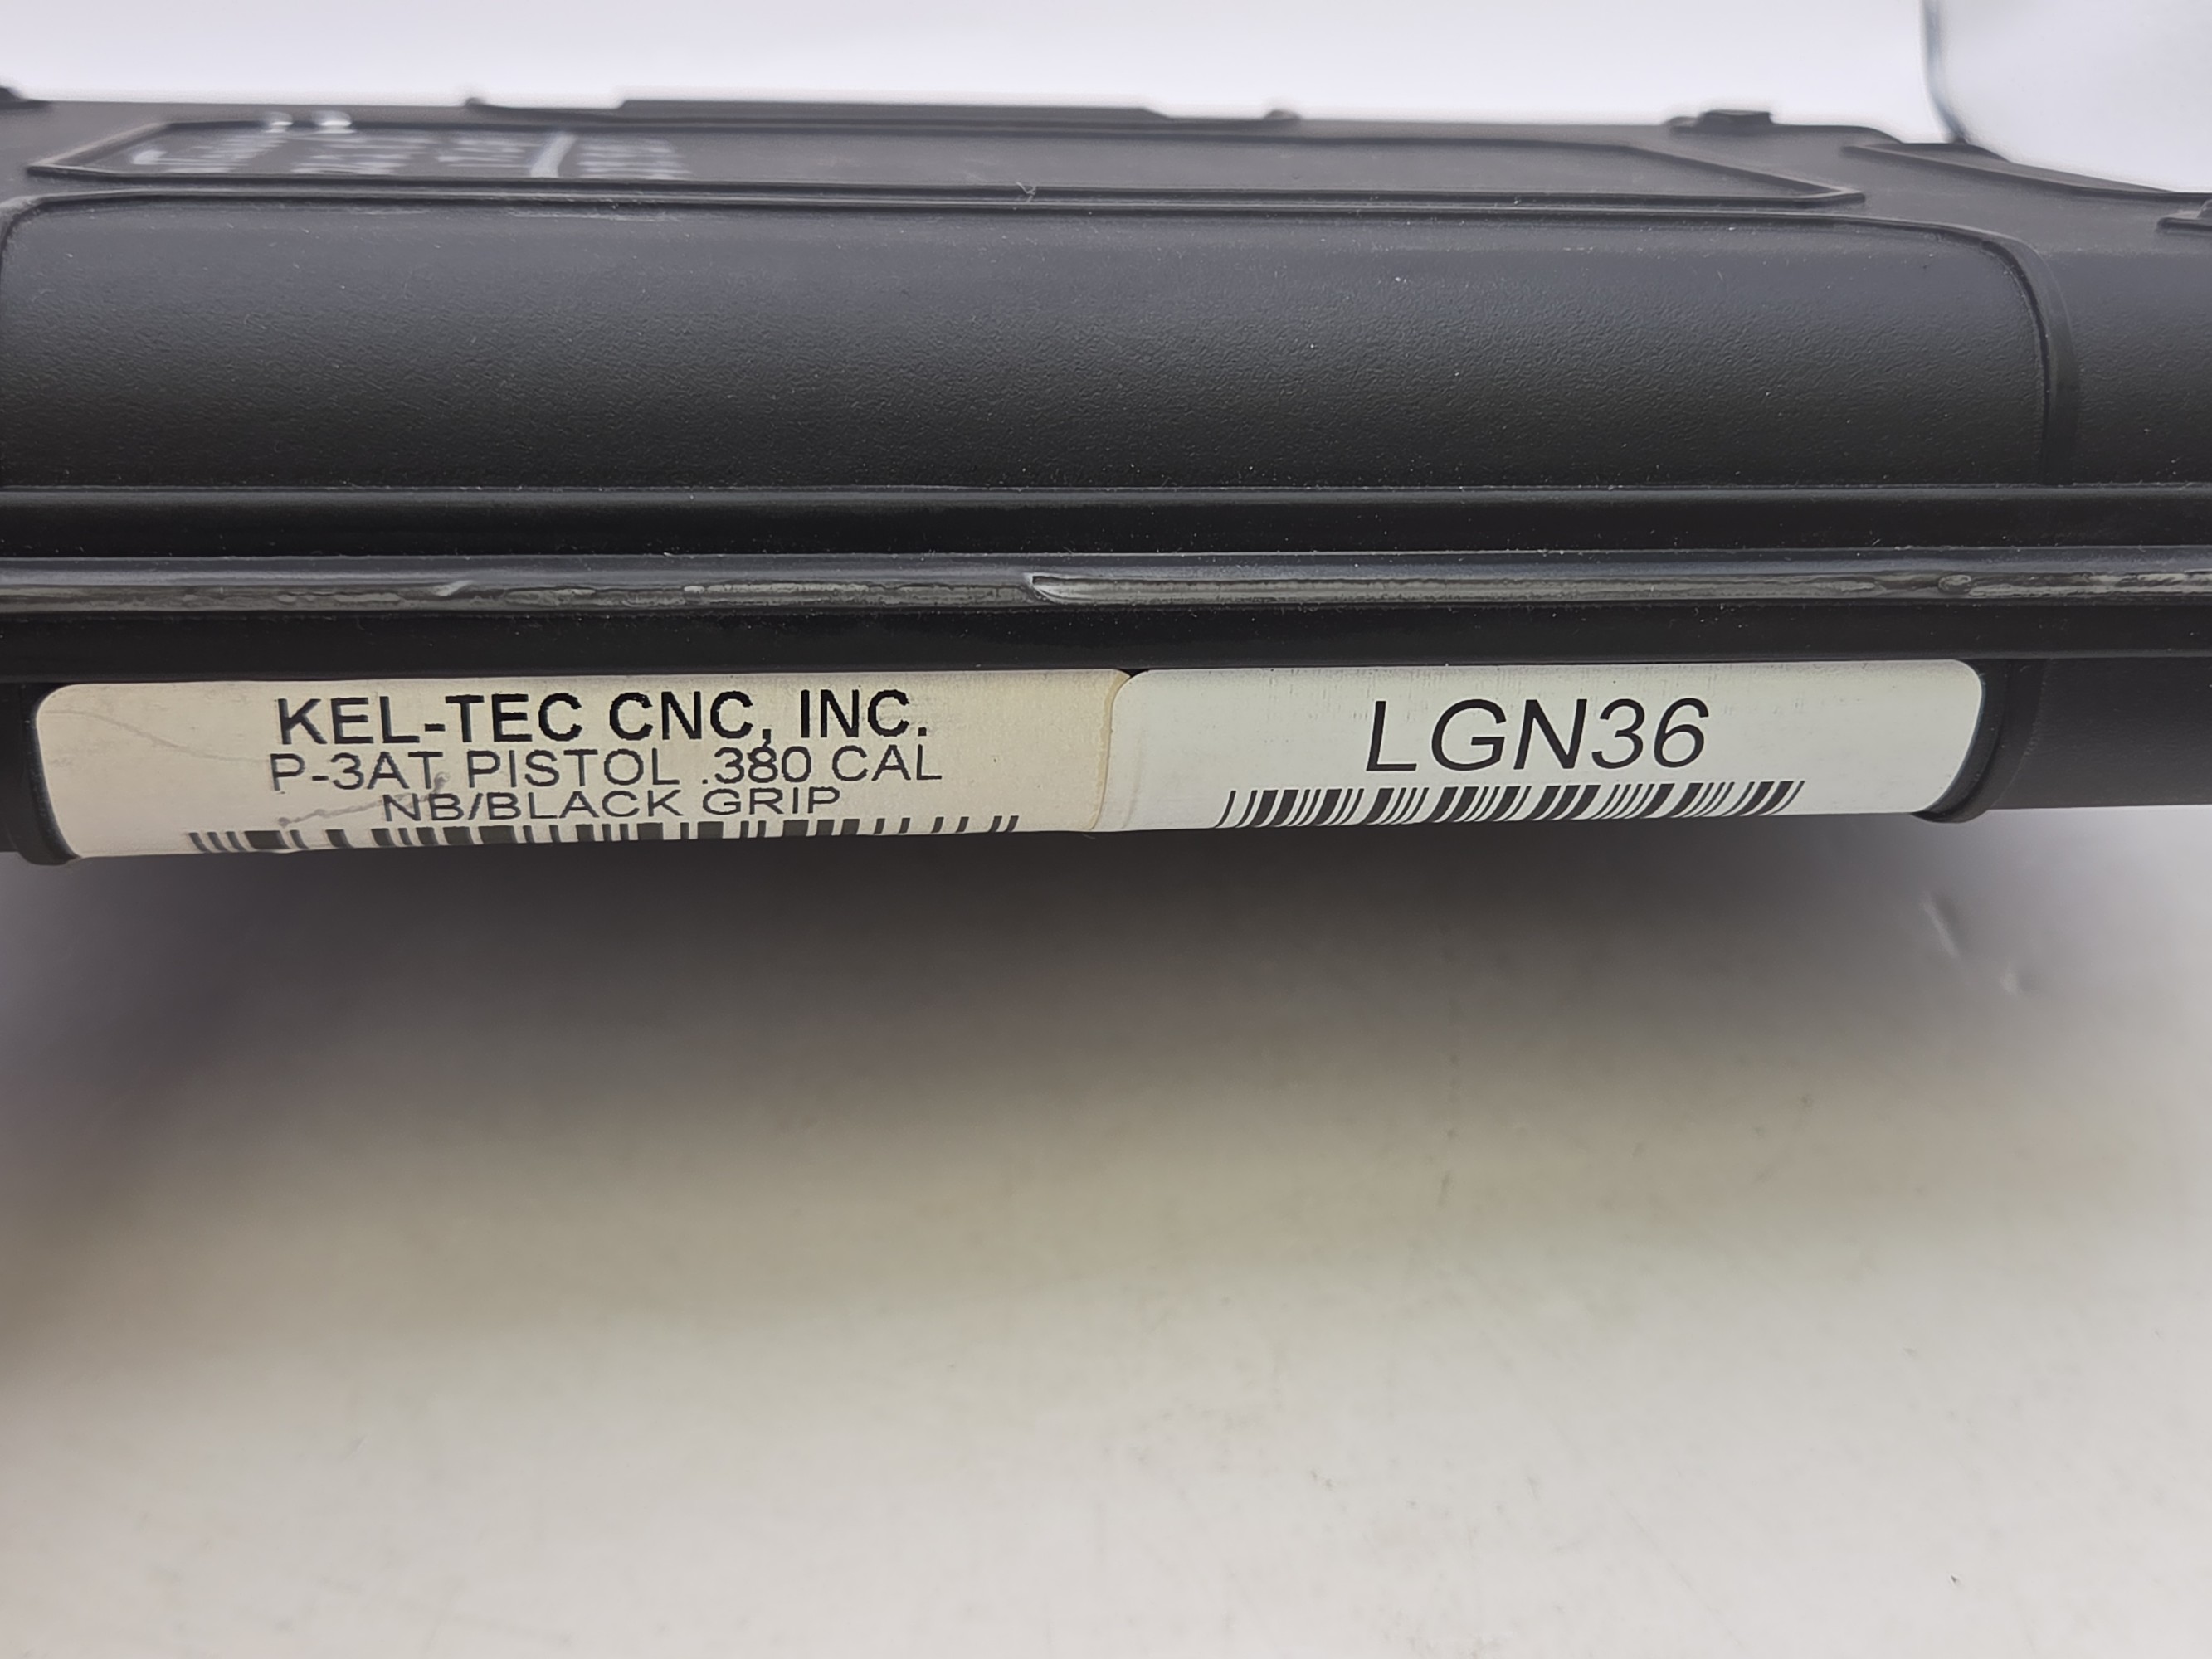 KEL-TEC CNC, INC.
P-3AT PISTOL .380 CAL
NB/BLACK GRIP
LGN36